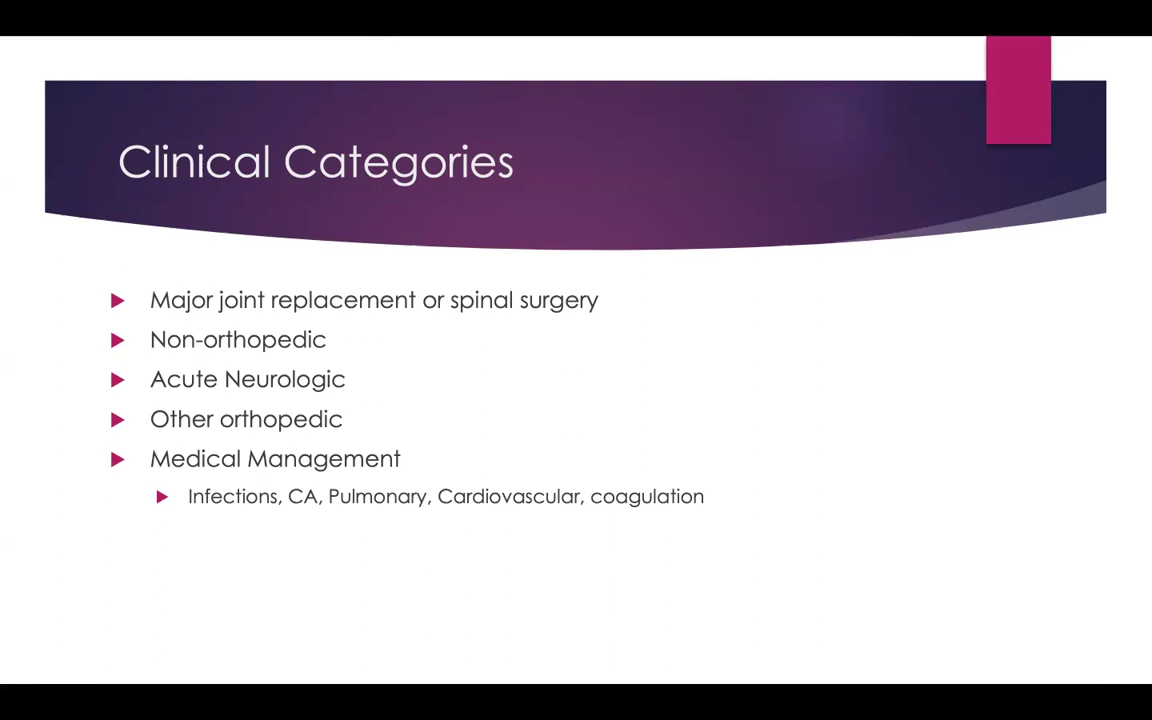 Clinical Categories
Major joint replacement or spinal surgery
Non-orthopedic
Acute Neurologic
Other orthopedic
Medical Management
Infections, CA, Pulmonary, Cardiovascular, coagulation